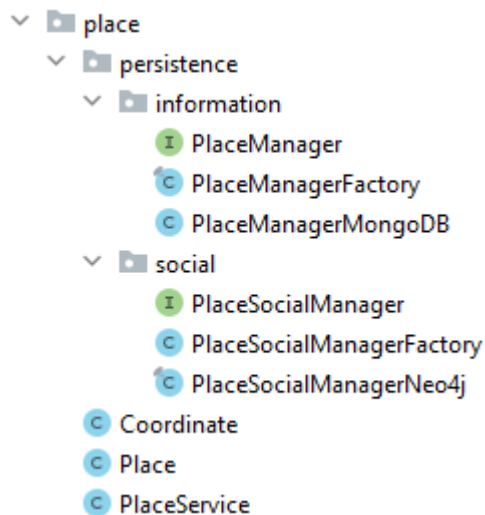 place
persistence
information
I PlaceManager
C PlaceManagerFactory
C PlaceManagerMongoDB
social
I PlaceSocialManager
C PlaceSocialManagerFactory
C PlaceSocialManagerNeo4j
C Coordinate
C Place
C PlaceService